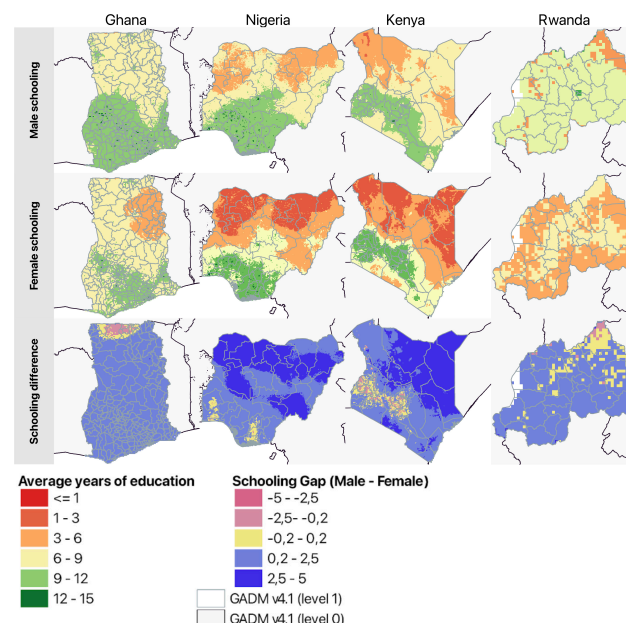 Ghana Nigeria Kenya Rwanda
Male schooling
Female schooling
Schooling difference
Average years of education
<= 1
1 - 3
3 - 6
6 - 9
9 - 12
12 - 15
Schooling Gap (Male - Female)
-5 - -2,5
-2,5- -0,2
-0,2 - 0,2
0,2 - 2,5
2,5 - 5
GADM v4.1 (level 1)
GADM v4.1 (level 0)